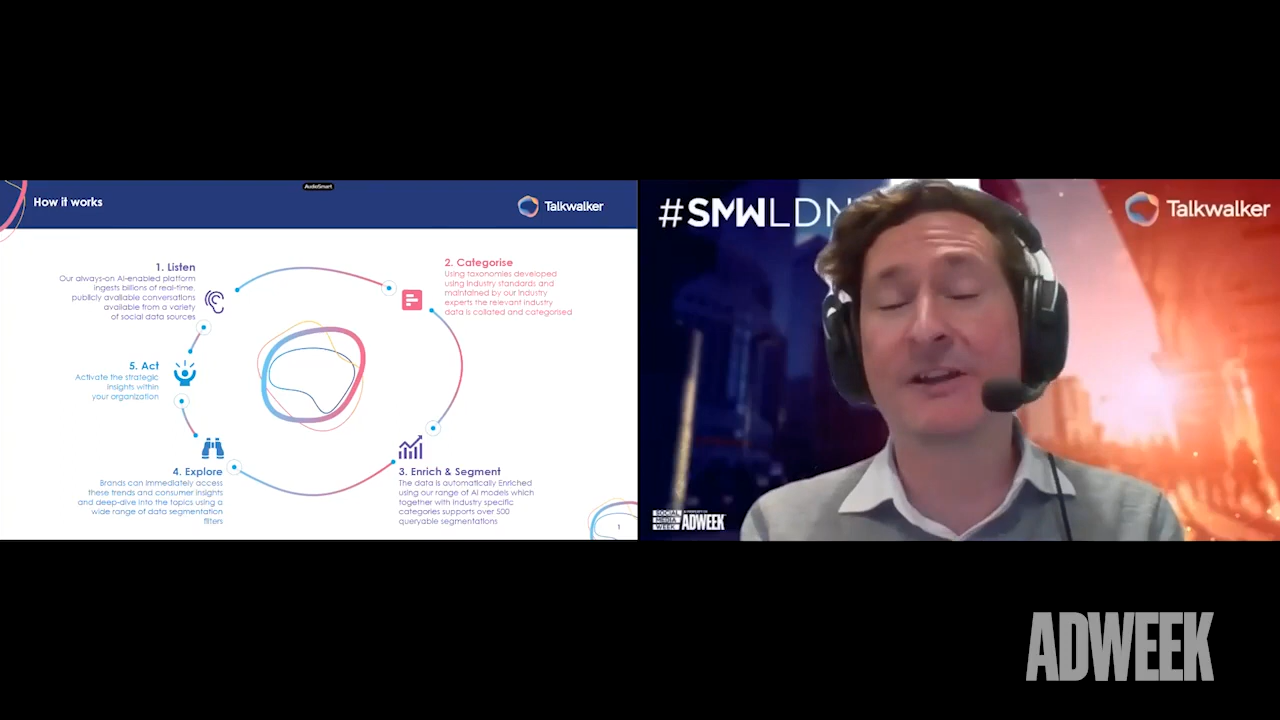 AudioSmart
How it works
Talkwalker
1. Listen
Our always-on AI-enabled platform
ingests billions of real-time,
publicly available conversations
available from a variety
of social data sources
2. Categorise
Using taxonomies developed
using industry standards and
maintained by our industry
experts the relevant industry
data is collated and categorised
3. Enrich & Segment
The data is automatically Enriched
using our range of AI models which
together with industry specific
categories supports over 500
queryable segmentations
4. Explore
Brands can immediately access
these trends and consumer insights
and deep-dive into the topics using a
wide range of data segmentation
filters
5. Act
Activate the strategic
insights within
your organization
1
#SMWLDN
Talkwalker
SOCIAL
MEDIA
WEEK
ADWEEK
ADWEEK